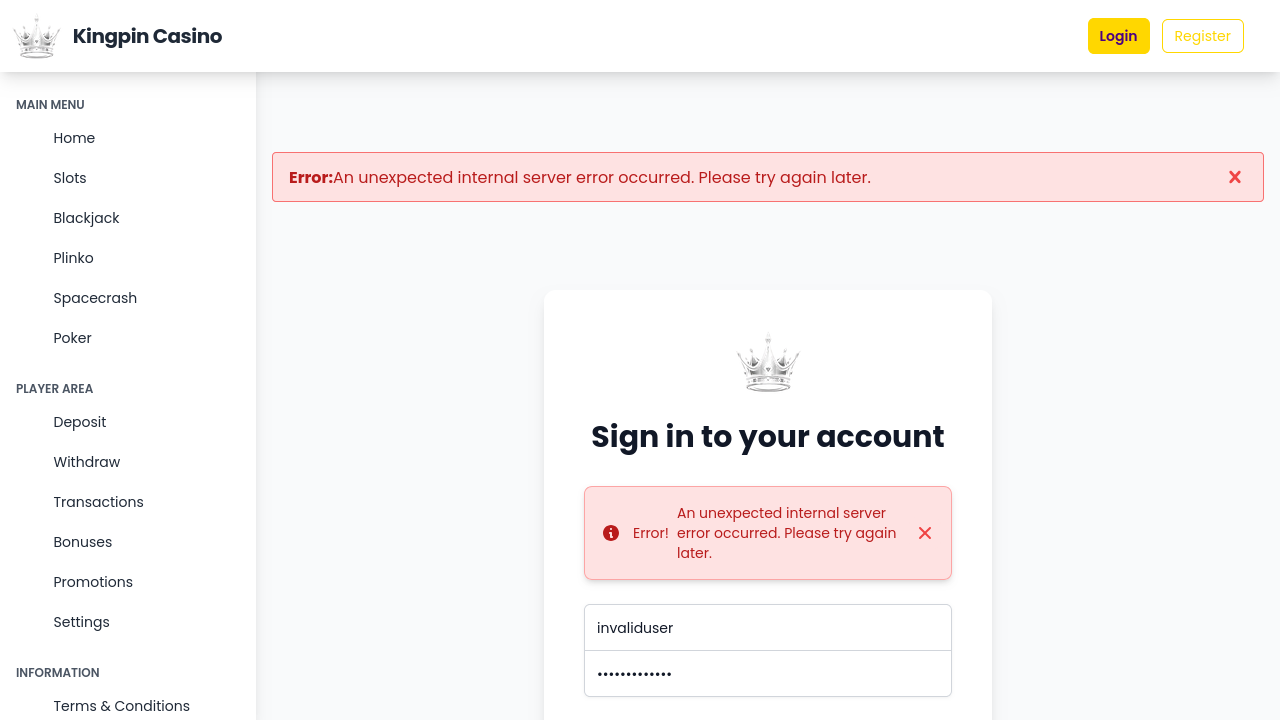 Kingpin Casino
Login
Register
MAIN MENU
Home
Slots
Blackjack
Plinko
Spacecrash
Poker
PLAYER AREA
Deposit
Withdraw
Transactions
Bonuses
Promotions
Settings
INFORMATION
Terms & Conditions
Error:An unexpected internal server error occurred. Please try again later.
Sign in to your account
Error!
An unexpected internal server
error occurred. Please try again
later.
invaliduser
•••••••••••••